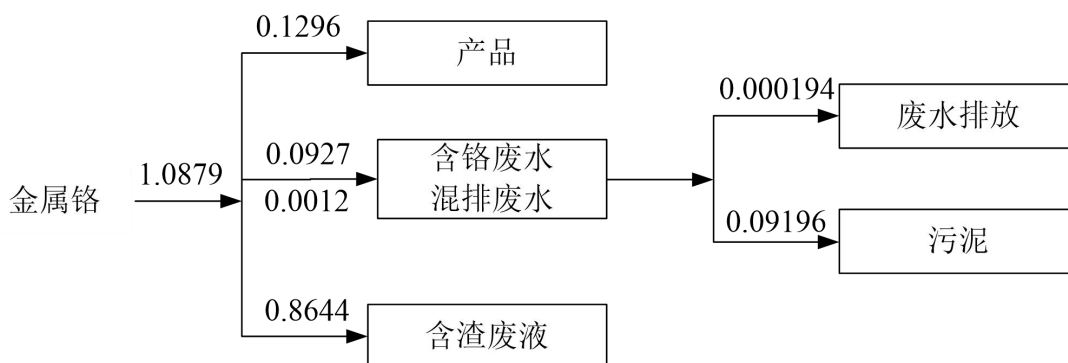 0.1296
产品
0.000194
废水排放
金属铬
1.0879
0.0927
0.0012
含铬废水
混排废水
0.09196
污泥
0.8644
含渣废液